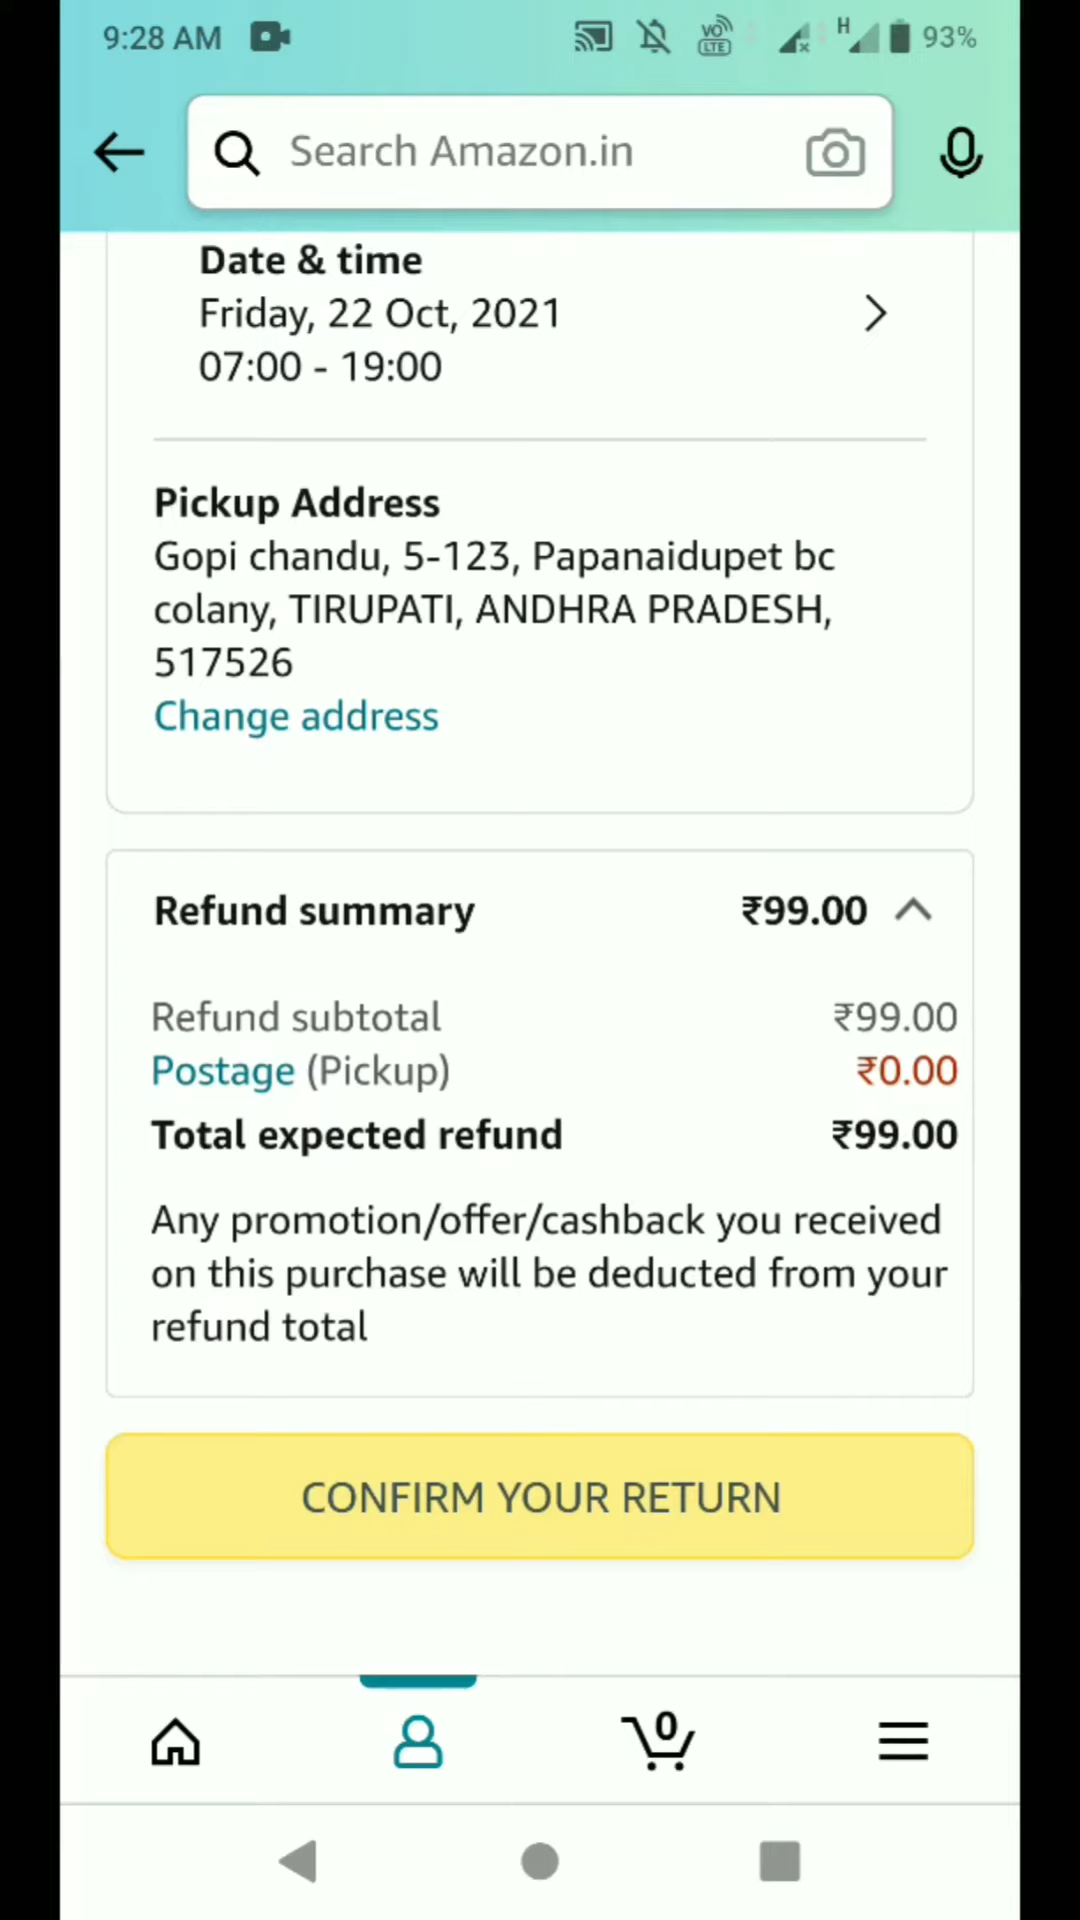 9:28 AM
VO LTE
H
93%
Search Amazon.in
Date & time
Friday, 22 Oct, 2021
07:00 - 19:00
Pickup Address
Gopi chandu, 5-123, Papanaidupet bc
colany, TIRUPATI, ANDHRA PRADESH,
517526
Change address
Refund summary ₹99.00
Refund subtotal ₹99.00
Postage (Pickup) ₹0.00
Total expected refund ₹99.00
Any promotion/offer/cashback you received
on this purchase will be deducted from your
refund total
CONFIRM YOUR RETURN
0